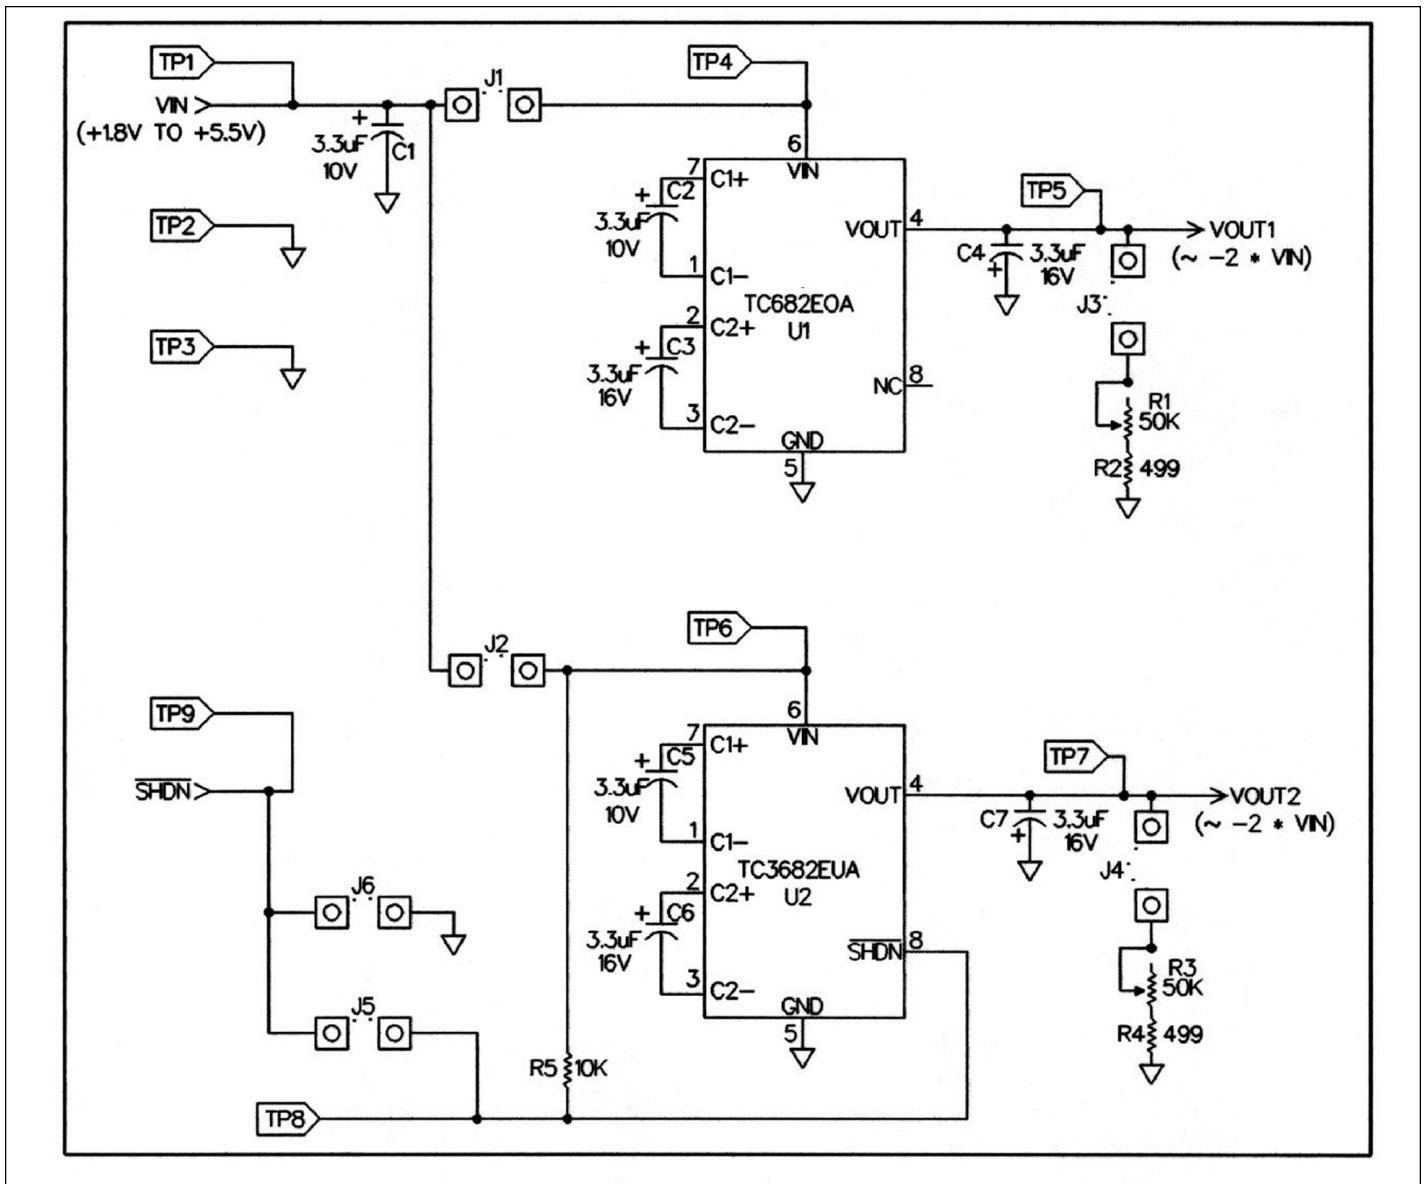 TP1
VIN
(+1.8V TO +5.5V)
+
3.3uF
10V
C1
J1
TP4
TP2
TP3
6
VIN
7
C1+
+
C2
3.3uF
10V
1
C1-
TC682EOA
U1
2
C2+
+
C3
3.3uF
16V
3
C2-
GND
5
VOUT
4
NC
8
TP5
C4
+
3.3uF
16V
VOUT1
(~ -2 * VIN)
J3
R1
50K
R2
499
J2
TP6
TP9
SHDN
J6
J5
TP8
R5
10K
6
VIN
7
C1+
+
C5
3.3uF
10V
1
C1-
TC3682EUA
U2
2
C2+
+
C6
3.3uF
16V
3
C2-
GND
5
VOUT
4
SHDN
8
TP7
C7
+
3.3uF
16V
VOUT2
(~ -2 * VIN)
J4
R3
50K
R4
499